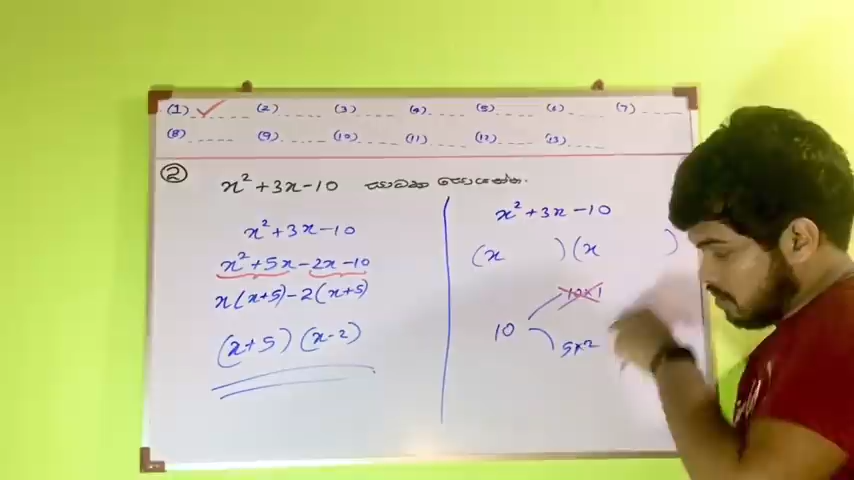 (1) (2) (3) (4) (5) (6) (7)
(8) (9) (10) (11) (12) (13)
② x² + 3x - 10 සාධක සොයන්න.
x² + 3x - 10
x² + 5x - 2x - 10
x(x+5) - 2(x+5)
(x+5) (x-2)
x² + 3x - 10
(x ) (x )
10x1
10
5x2